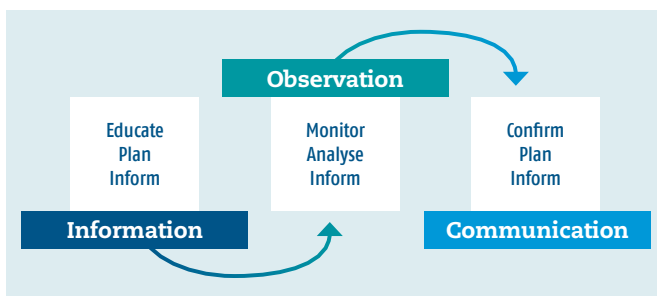 Observation
Educate
Plan
Inform
Monitor
Analyse
Inform
Confirm
Plan
Inform
Information
Communication